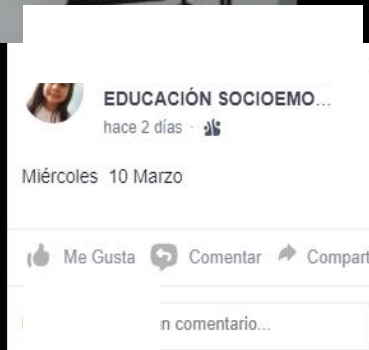 EDUCACIÓN SOCIOEMO...
hace 2 días ·
Miércoles 10 Marzo
Me Gusta Comentar Compart
n comentario...